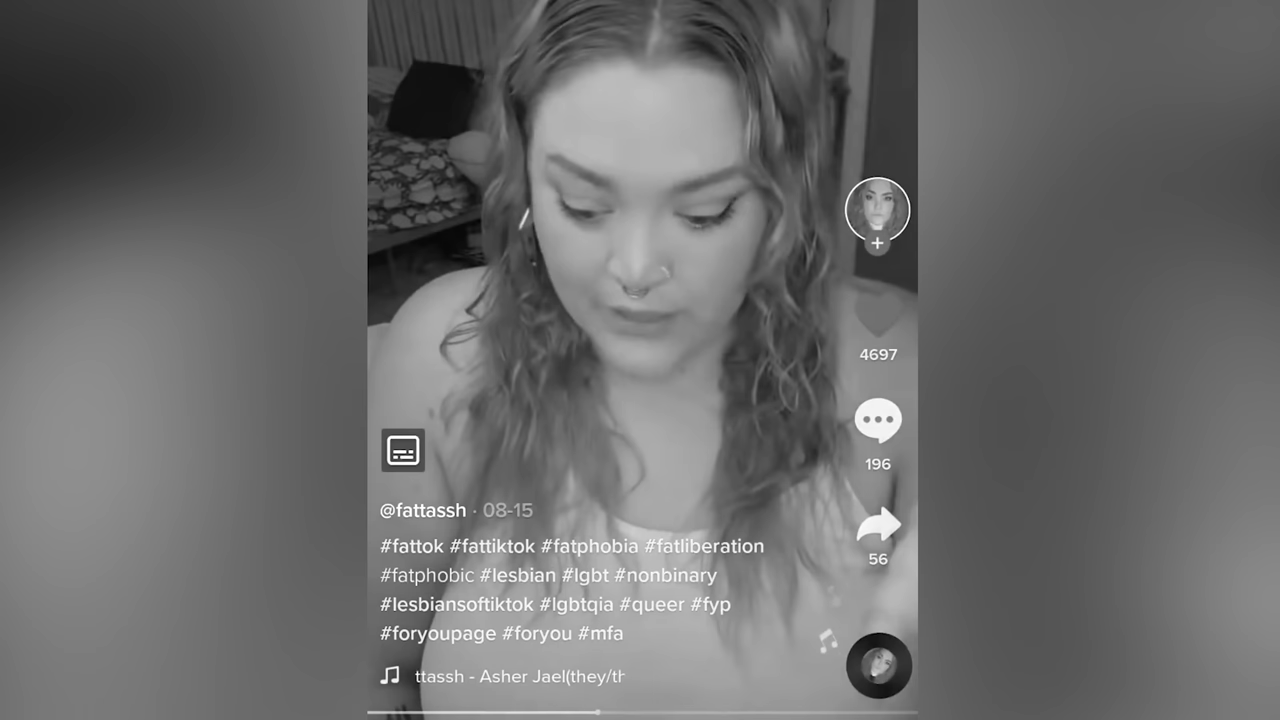 4697
196
@fattassh · 08-15
56
#fattok #fattiktok #fatphobia #fatliberation
#fatphobic #lesbian #lgbt #nonbinary
#lesbiansoftiktok #lgbtqia #queer #fyp
#foryoupage #foryou #mfa
ttassh - Asher Jael(they/th